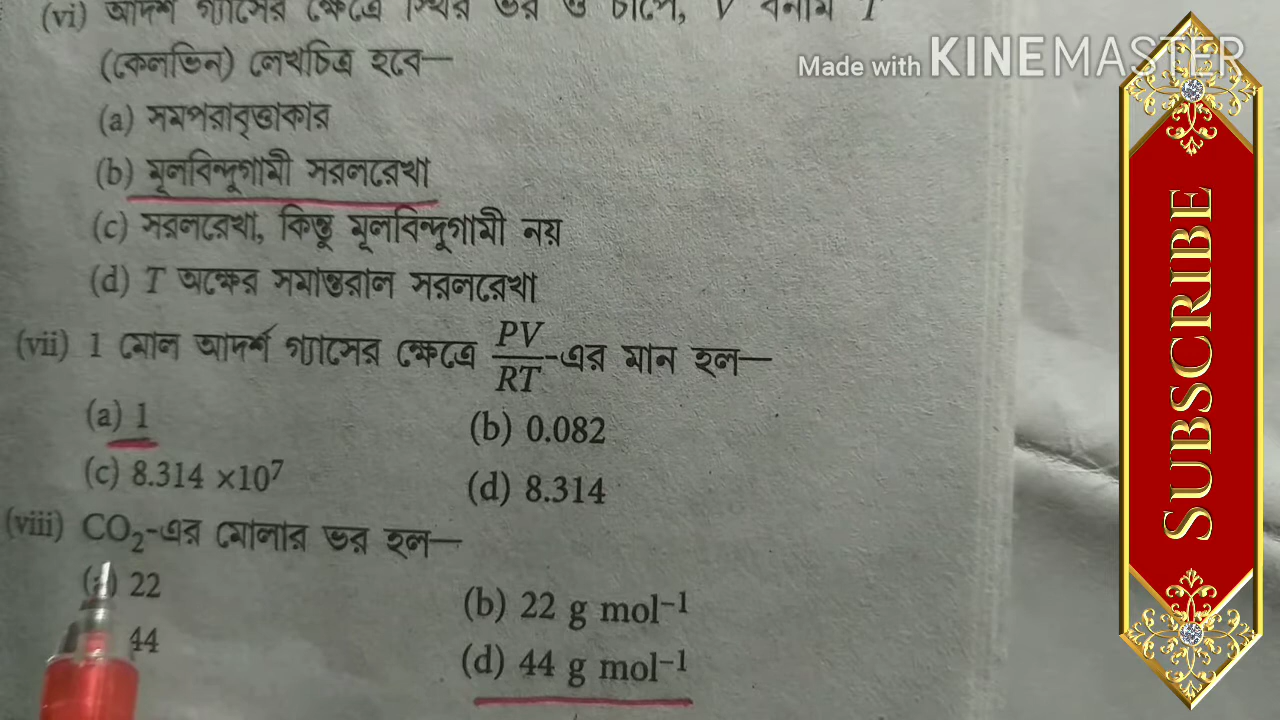 (vi) আদর্শ গ্যাসের ক্ষেত্রে স্থির ভর ও চাপে, V বনাম T
(কেলভিন) লেখচিত্র হবে—
(a) সমপরাবৃত্তাকার
(b) মূলবিন্দুগামী সরলরেখা
(c) সরলরেখা, কিন্তু মূলবিন্দুগামী নয়
(d) T অক্ষের সমান্তরাল সরলরেখা
(vii) 1 মোল আদর্শ গ্যাসের ক্ষেত্রে PV/RT-এর মান হল—
(a) 1 (b) 0.082
(c) 8.314 ×10⁷ (d) 8.314
(viii) CO₂-এর মোলার ভর হল—
(a) 22 (b) 22 g mol⁻¹
44 (d) 44 g mol⁻¹
Made with KINEMASTER
SUBSCRIBE